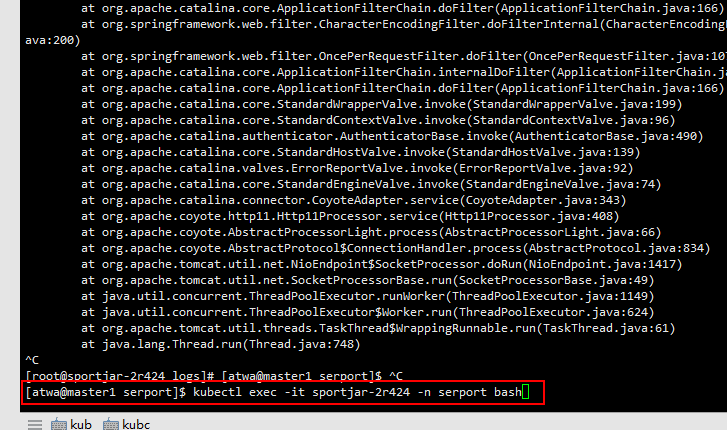 at org.apache.catalina.core.ApplicationFilterChain.doFilter(ApplicationFilterChain.java:166)
at org.springframework.web.filter.CharacterEncodingFilter.doFilterInternal(CharacterEncoding
ava:200)
at org.springframework.web.filter.OncePerRequestFilter.doFilter(OncePerRequestFilter.java:10
at org.apache.catalina.core.ApplicationFilterChain.internalDoFilter(ApplicationFilterChain.j
at org.apache.catalina.core.ApplicationFilterChain.doFilter(ApplicationFilterChain.java:166)
at org.apache.catalina.core.StandardWrapperValve.invoke(StandardWrapperValve.java:199)
at org.apache.catalina.core.StandardContextValve.invoke(StandardContextValve.java:96)
at org.apache.catalina.authenticator.AuthenticatorBase.invoke(AuthenticatorBase.java:490)
at org.apache.catalina.core.StandardHostValve.invoke(StandardHostValve.java:139)
at org.apache.catalina.valves.ErrorReportValve.invoke(ErrorReportValve.java:92)
at org.apache.catalina.core.StandardEngineValve.invoke(StandardEngineValve.java:74)
at org.apache.catalina.connector.CoyoteAdapter.service(CoyoteAdapter.java:343)
at org.apache.coyote.http11.Http11Processor.service(Http11Processor.java:408)
at org.apache.coyote.AbstractProcessorLight.process(AbstractProcessorLight.java:66)
at org.apache.coyote.AbstractProtocol$ConnectionHandler.process(AbstractProtocol.java:834)
at org.apache.tomcat.util.net.NioEndpoint$SocketProcessor.doRun(NioEndpoint.java:1417)
at org.apache.tomcat.util.net.SocketProcessorBase.run(SocketProcessorBase.java:49)
at java.util.concurrent.ThreadPoolExecutor.runWorker(ThreadPoolExecutor.java:1149)
at java.util.concurrent.ThreadPoolExecutor$Worker.run(ThreadPoolExecutor.java:624)
at org.apache.tomcat.util.threads.TaskThread$WrappingRunnable.run(TaskThread.java:61)
at java.lang.Thread.run(Thread.java:748)
^C
[root@sportjar-2r424 logs]# [atwa@master1 serport]$ ^C
[atwa@master1 serport]$ kubectl exec -it sportjar-2r424 -n serport bash
kub kubc